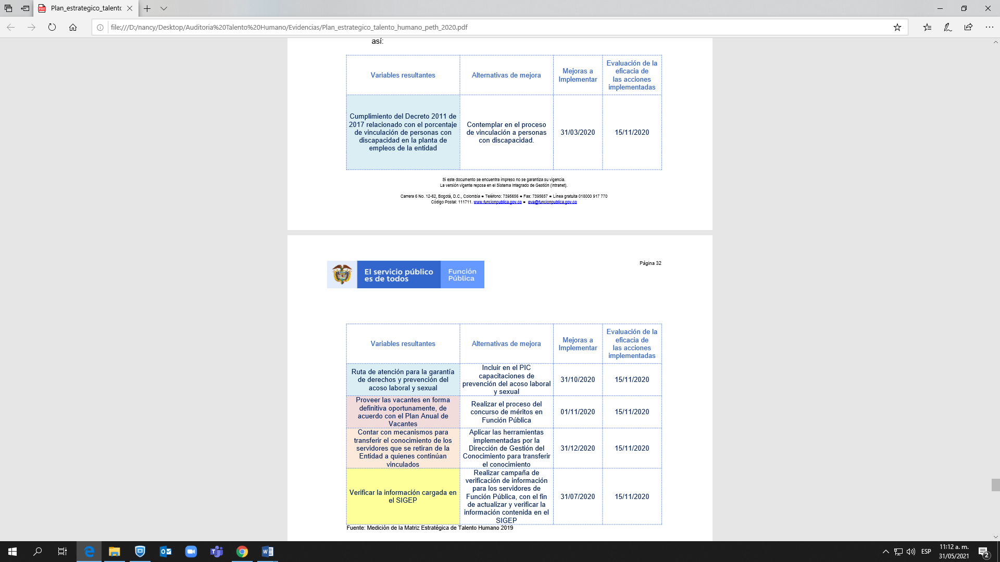 Plan_estrategico_talento
file:///D:/nancy/Desktop/Auditoria%20Talento%20Humano/Evidencias/Plan_estrategico_talento_humano_peth_2020.pdf
así:
Variables resultantes
Alternativas de mejora
Mejoras a
Implementar
Evaluación de la
eficacia de
las acciones
implementadas
Cumplimiento del Decreto 2011 de
2017 relacionado con el porcentaje
de vinculación de personas con
discapacidad en la planta de
empleos de la entidad
Contemplar en el proceso
de vinculación a personas
con discapacidad.
31/03/2020
15/11/2020
Si este documento se encuentra impreso no se garantiza su vigencia.
La versión vigente reposa en el Sistema Integrado de Gestión (Intranet).
Carrera 6 No. 12-62, Bogotá, D.C., Colombia ● Teléfono: 7395656 ● Fax: 7395657 ● Línea gratuita 018000 917 770
Código Postal: 111711. www.funcionpublica.gov.co ● eva@funcionpublica.gov.co
El servicio público
es de todos
Función
Pública
Página 32
Variables resultantes
Alternativas de mejora
Mejoras a
Implementar
Evaluación de la
eficacia de
las acciones
implementadas
Ruta de atención para la garantía
de derechos y prevención del
acoso laboral y sexual
Incluir en el PIC
capacitaciones de
prevención del acoso laboral
y sexual
31/10/2020
15/11/2020
Proveer las vacantes en forma
definitiva oportunamente, de
acuerdo con el Plan Anual de
Vacantes
Realizar el proceso del
concurso de méritos en
Función Pública
01/11/2020
15/11/2020
Contar con mecanismos para
transferir el conocimiento de los
servidores que se retiran de la
Entidad a quienes continúan
vinculados
Aplicar las herramientas
implementadas por la
Dirección de Gestión del
Conocimiento para transferir
el conocimiento
31/12/2020
15/11/2020
Verificar la información cargada en
el SIGEP
Realizar campaña de
verificación de información
para los servidores de
Función Pública, con el fin
de actualizar y verificar la
información contenida en el
SIGEP
31/07/2020
15/11/2020
Fuente: Medición de la Matriz Estratégica de Talento Humano 2019
ESP
11:12 a. m.
31/05/2021
2